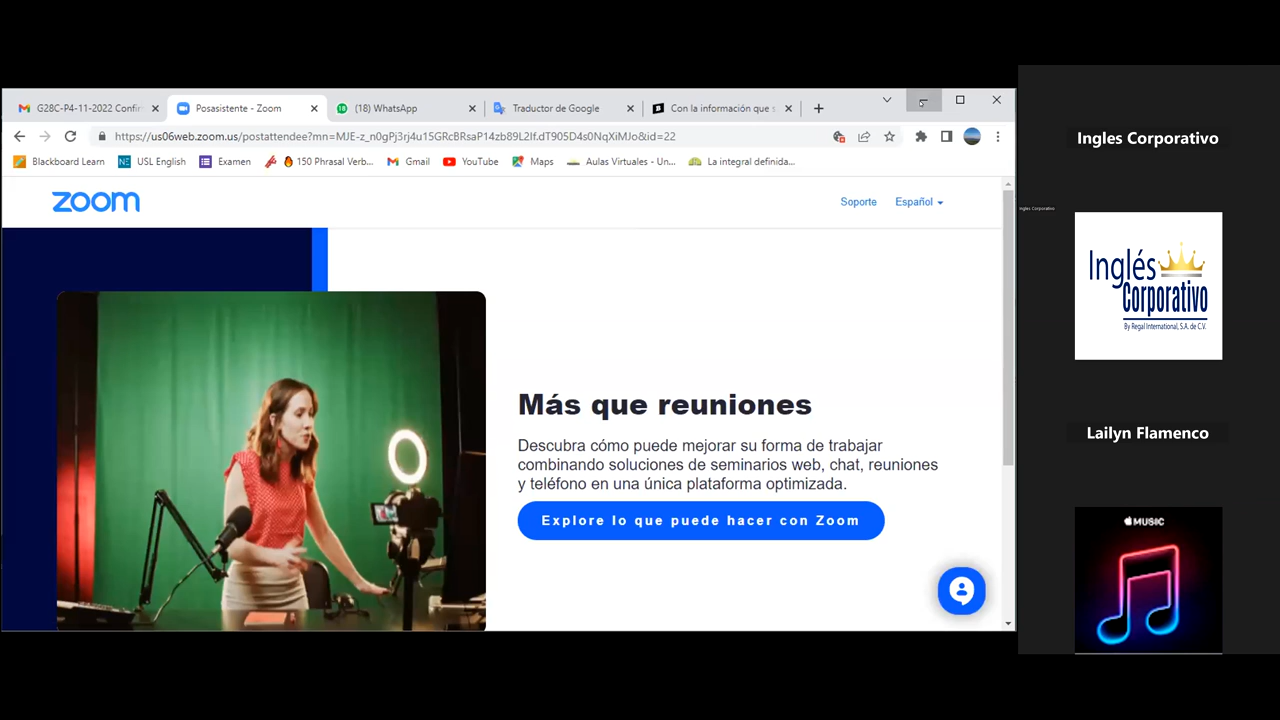 G28C-P4-11-2022 Confir
Posasistente - Zoom
(18) WhatsApp
Traductor de Google
Con la información que s
https://us06web.zoom.us/postattendee?mn=MJE-z_n0gPj3rj4u15GRcBRsaP14zb89L2If.dT905D4s0NqXiMJo&id=22
Blackboard Learn
USL English
Examen
150 Phrasal Verb...
Gmail
YouTube
Maps
Aulas Virtuales - Un...
La integral definida...
zoom
Soporte
Español
Más que reuniones
Descubra cómo puede mejorar su forma de trabajar
combinando soluciones de seminarios web, chat, reuniones
y teléfono en una única plataforma optimizada.
Explore lo que puede hacer con Zoom
Ingles Corporativo
Ingles Corporativo
Inglés
Corporativo
By Regal International, S.A. de C.V.
Lailyn Flamenco
MUSIC